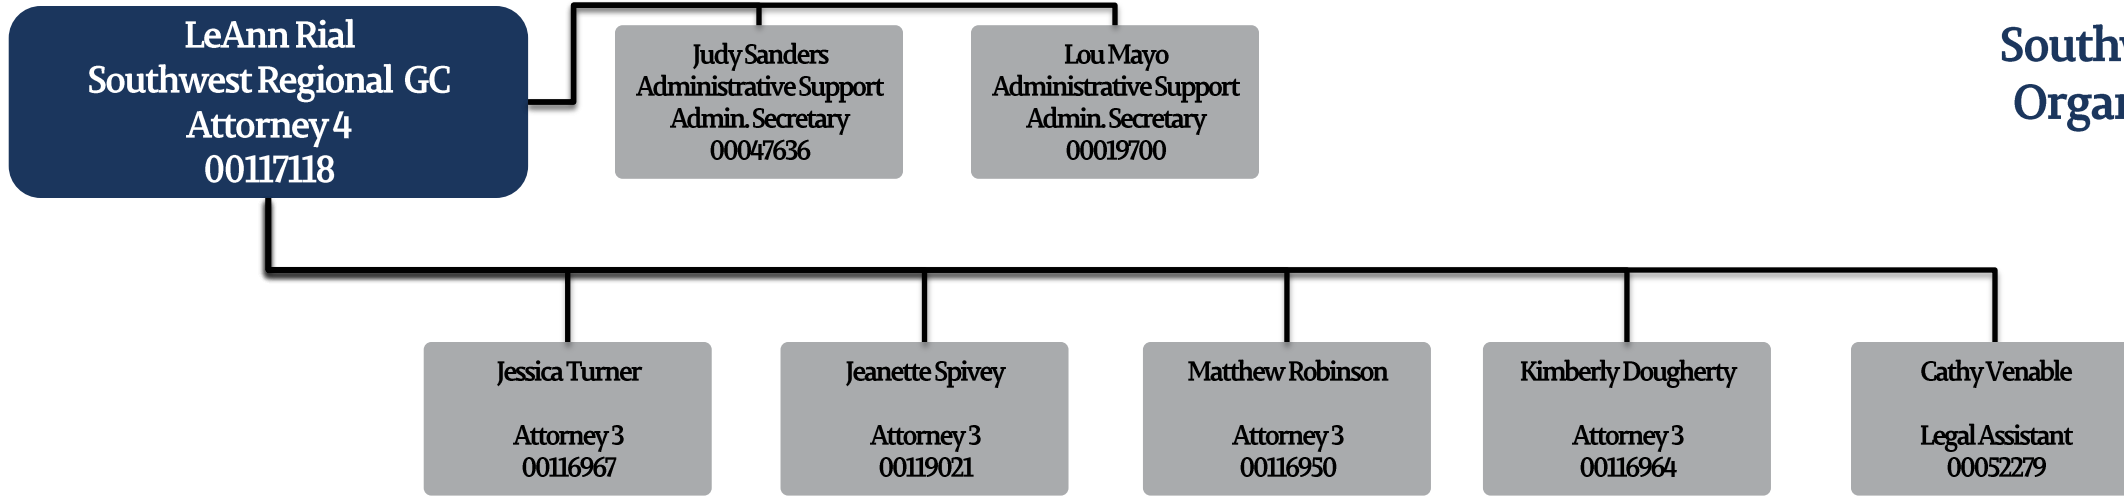 LeAnn Rial
Southwest Regional GC
Attorney 4
00117118
Judy Sanders
Administrative Support
Admin. Secretary
00047636
Lou Mayo
Administrative Support
Admin. Secretary
00019700
Jessica Turner
Attorney 3
00116967
Jeanette Spivey
Attorney 3
00119021
Matthew Robinson
Attorney 3
00116950
Kimberly Dougherty
Attorney 3
00116964
Cathy Venable
Legal Assistant
00052279